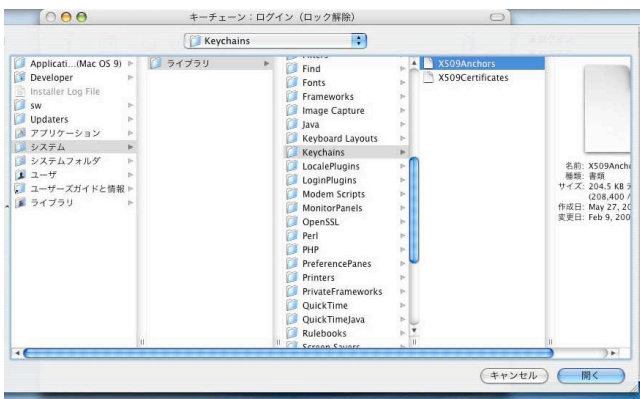 キーチェーン：ログイン（ロック解除）
Keychains
Applicati...(Mac OS 9)
Developer
Installer Log File
sw
Updaters
アプリケーション
システム
システムフォルダ
ユーザ
ユーザーズガイドと情報
ライブラリ
ライブラリ
Find
Fonts
Frameworks
Image Capture
Java
Keyboard Layouts
Keychains
LocalePlugins
LoginPlugins
Modem Scripts
MonitorPanels
OpenSSL
Perl
PHP
PreferencePanes
Printers
PrivateFrameworks
QuickTime
QuickTimeJava
Rulebooks
Screen Savers
X509Anchors
X509Certificates
名前: X509Ancho
種類: 書類
サイズ: 204.5 KB
(208,400 /
作成日: May 27, 20
変更日: Feb 9, 200
キャンセル
開く